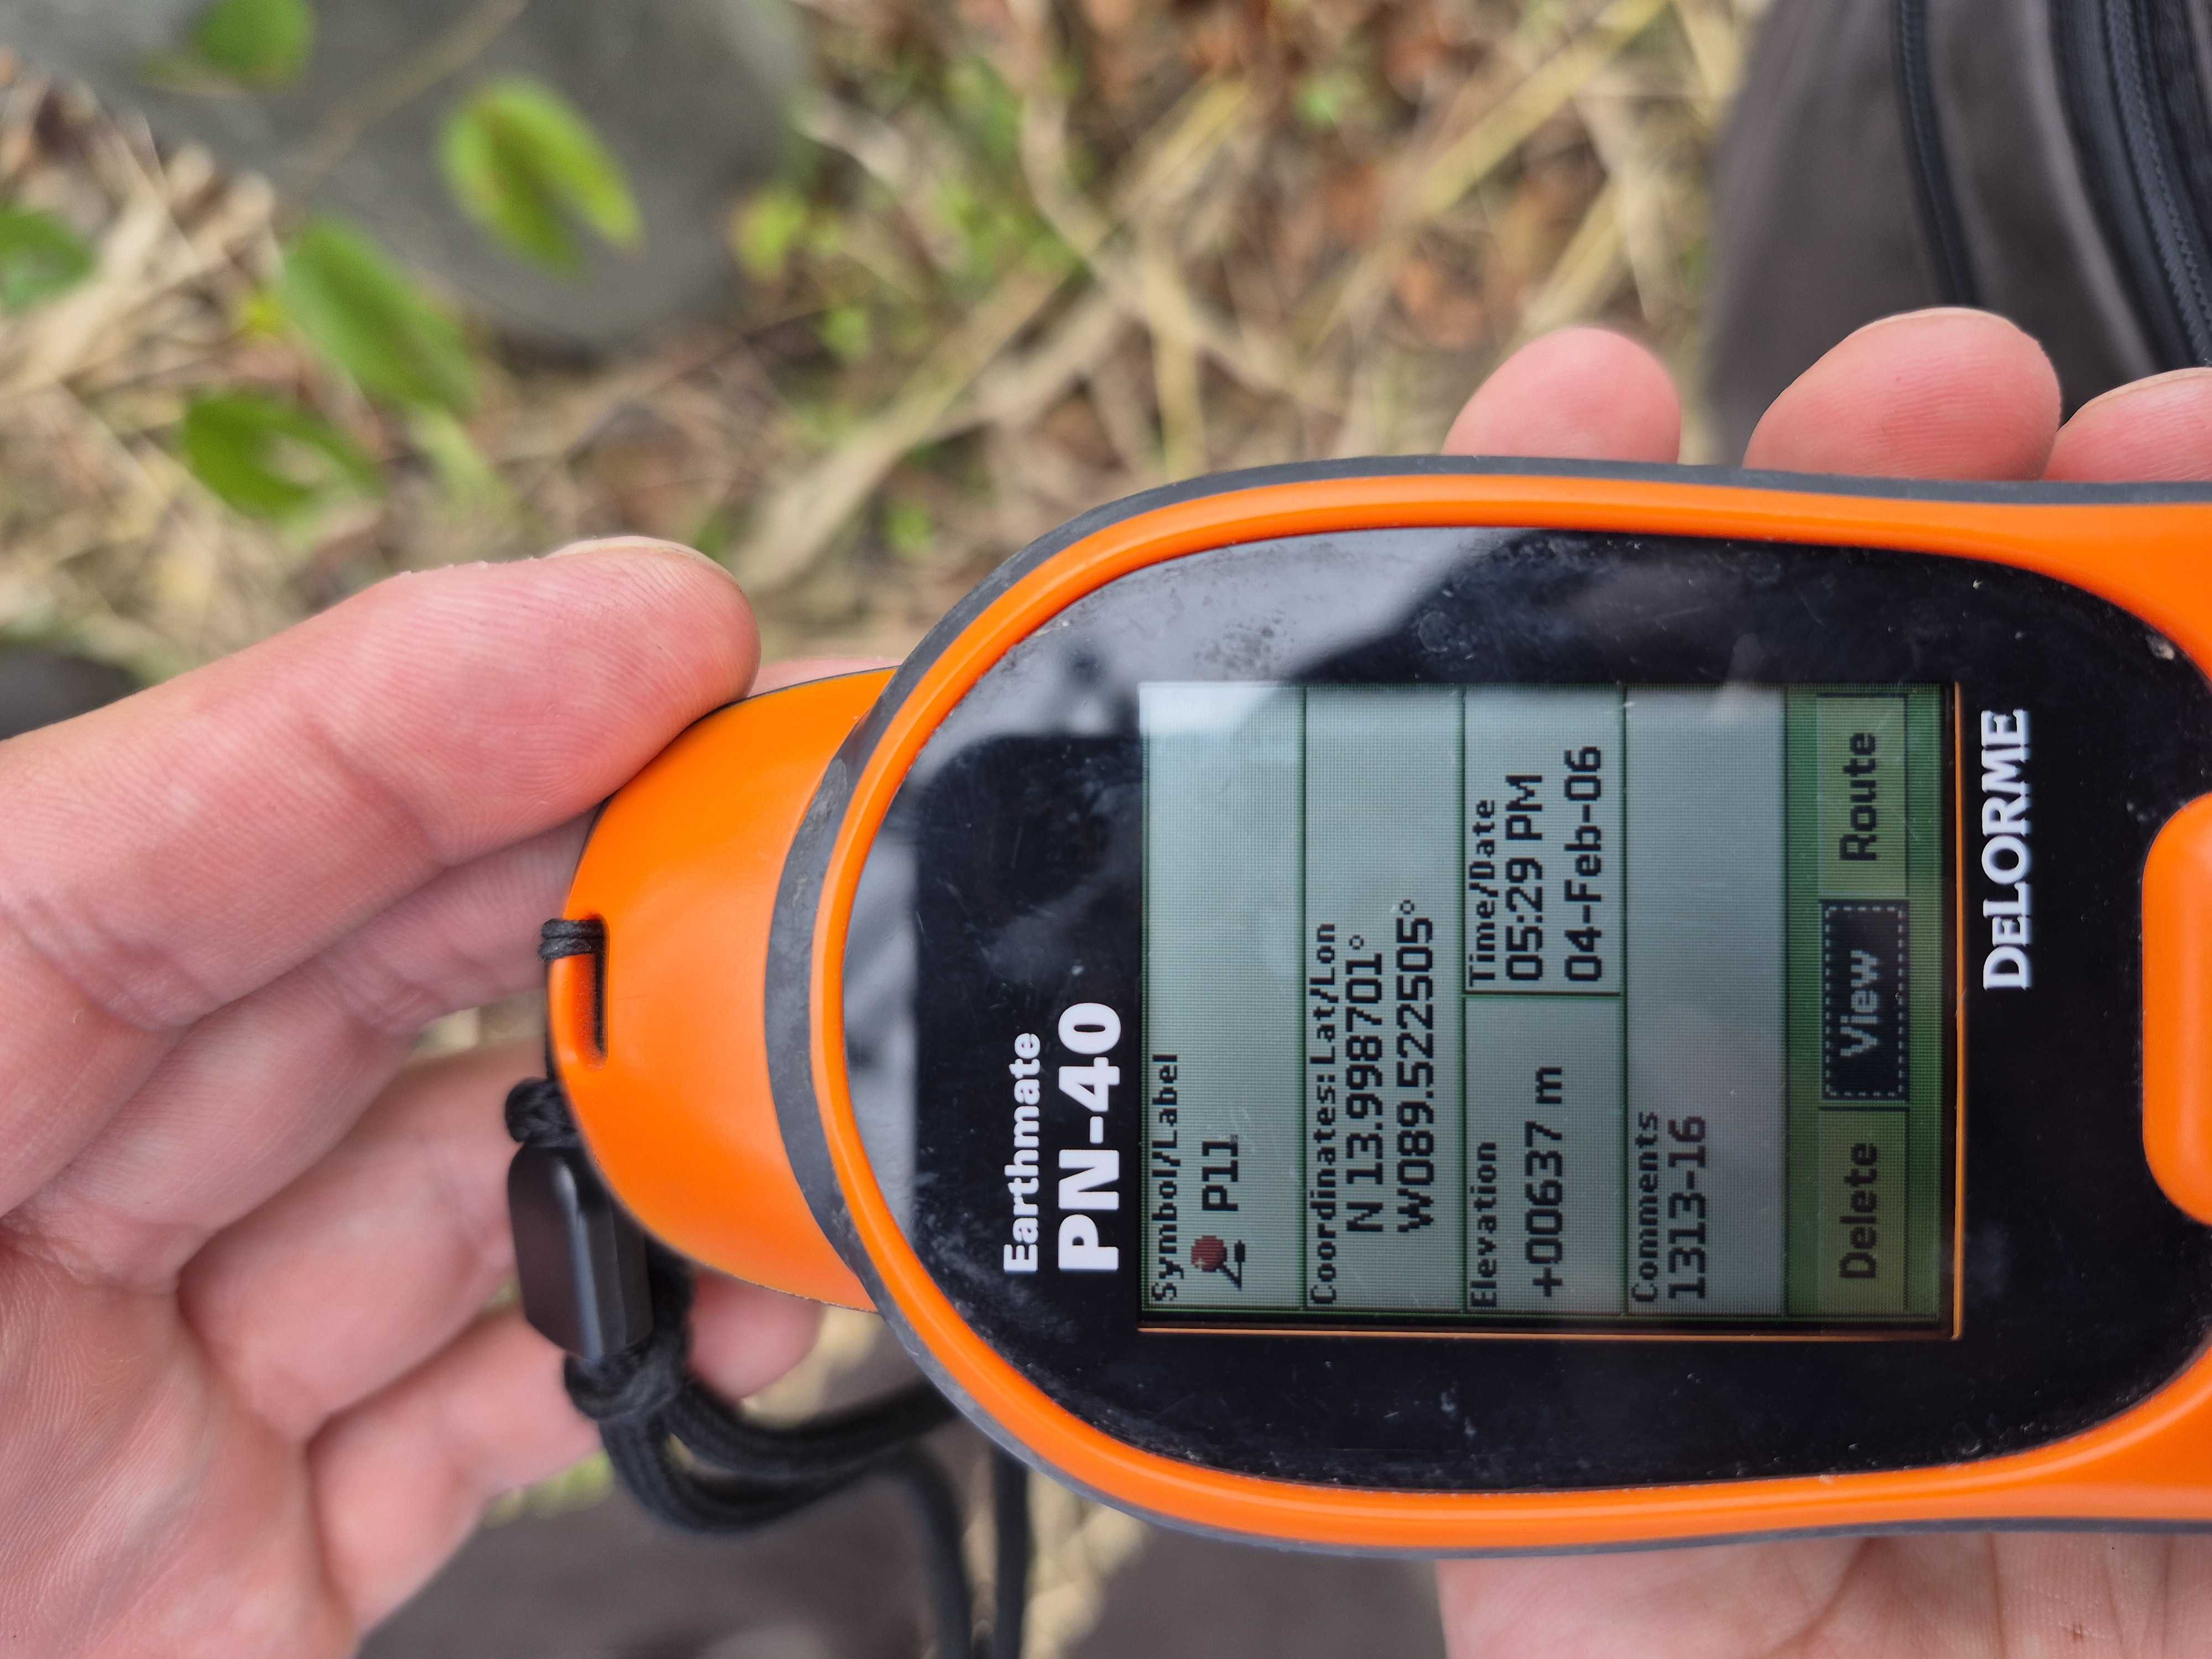 Earthmate
PN-40
Symbol/Label
P11
Coordinates: Lat/Lon
N 13.998701°
W089.522505°
Elevation
+00637 m
Time/Date
05:29 PM
04-Feb-06
Comments
1313-16
Delete View Route
DELORME